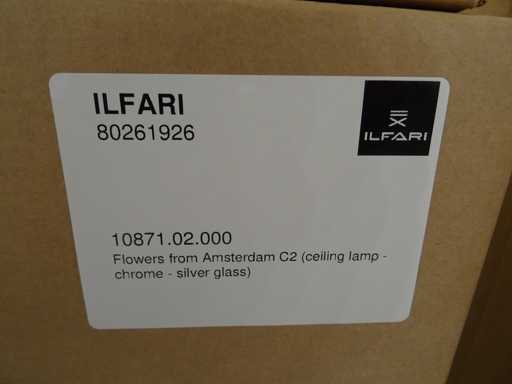 ILFARI
80261926
ILFARI
10871.02.000
Flowers from Amsterdam C2 (ceiling lamp -
chrome - silver glass)